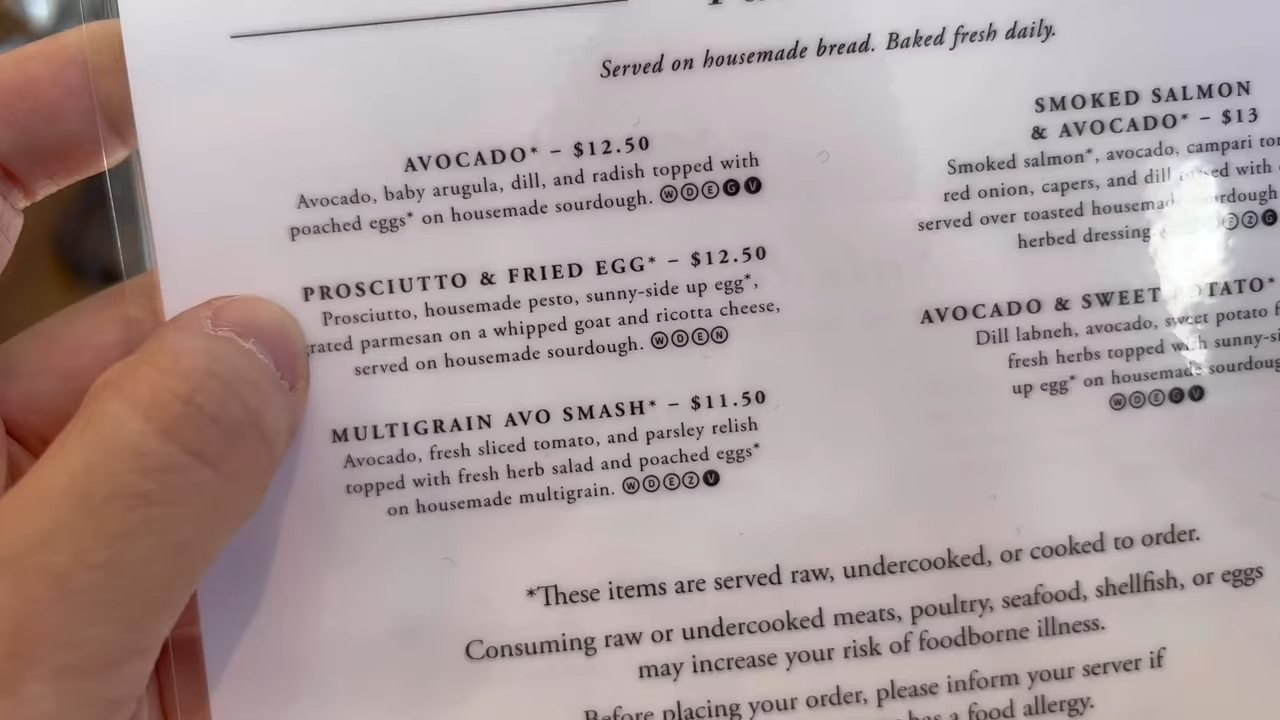 Served on housemade bread. Baked fresh daily.
AVOCADO* – $12.50
Avocado, baby arugula, dill, and radish topped with
poached eggs* on housemade sourdough. W D E G V
PROSCIUTTO & FRIED EGG* – $12.50
Prosciutto, housemade pesto, sunny-side up egg*,
parmesan on a whipped goat and ricotta cheese,
served on housemade sourdough. W D E N
MULTIGRAIN AVO SMASH* – $11.50
Avocado, fresh sliced tomato, and parsley relish
topped with fresh herb salad and poached eggs*
on housemade multigrain. W D E Z V
SMOKED SALMON
& AVOCADO* – $13
Smoked salmon*, avocado, campari
red onion, capers, and dill with
served over toasted
herbed dressing. E Z G
AVOCADO & SWEET
Dill labneh, avocado, sweet potato
fresh herbs topped with
up egg* on housemade
W D E G V
*These items are served raw, undercooked, or cooked to order.
Consuming raw or undercooked meats, poultry, seafood, shellfish, or eggs
may increase your risk of foodborne illness.
Before placing your order, please inform your server if
has a food allergy.